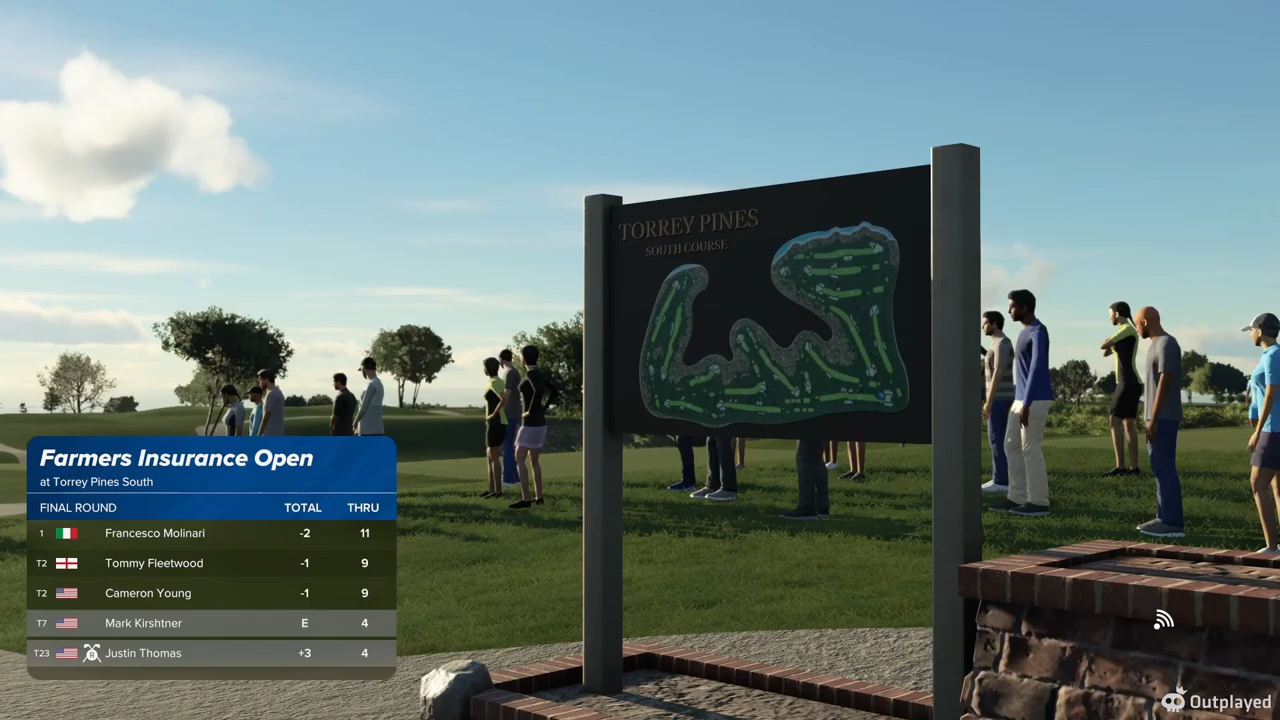 TORREY PINES
SOUTH COURSE
Farmers Insurance Open
at Torrey Pines South
FINAL ROUND TOTAL THRU
1 Francesco Molinari -2 11
T2 Tommy Fleetwood -1 9
T2 Cameron Young -1 9
T7 Mark Kirshtner E 4
T23 R Justin Thomas +3 4
Outplayed